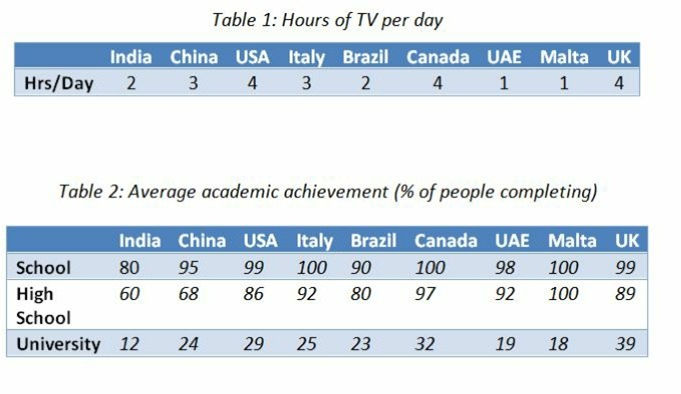 Table 1: Hours of TV per day
India China USA Italy Brazil Canada UAE Malta UK
Hrs/Day 2 3 4 3 2 4 1 1 4
Table 2: Average academic achievement (% of people completing)
India China USA Italy Brazil Canada UAE Malta UK
School 80 95 99 100 90 100 98 100 99
High 60 68 86 92 80 97 92 100 89
School
University 12 24 29 25 23 32 19 18 39